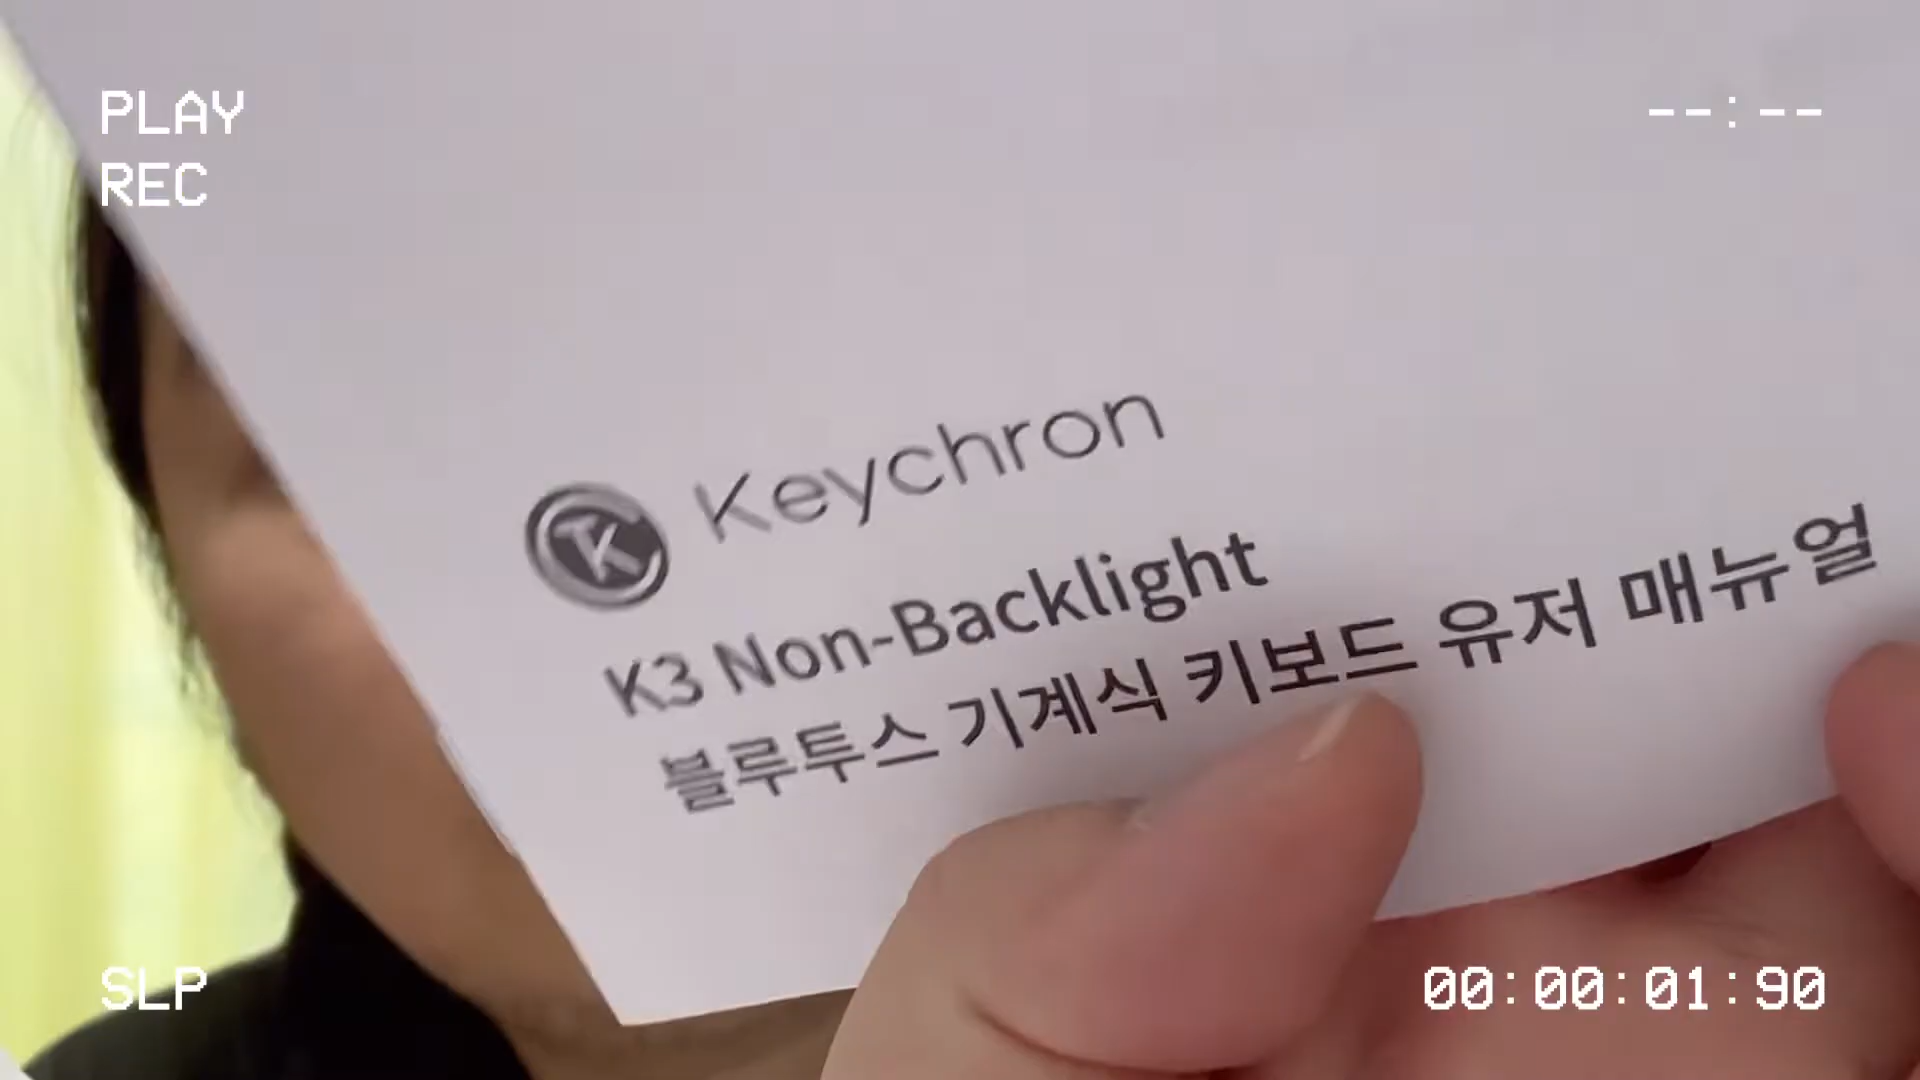 PLAY
--:--
REC
Keychron
K3 Non-Backlight
블루투스 기계식 키보드 유저 매뉴얼
SLP
00:00:01:90